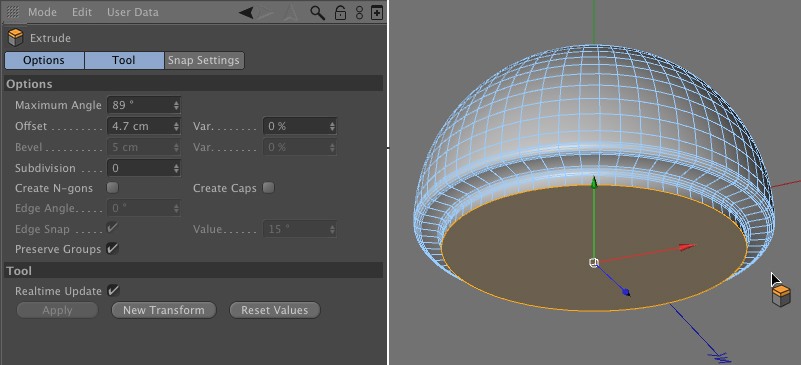 Mode Edit User Data
Extrude
Options Tool Snap Settings
Options
Maximum Angle 89 °
Offset ........ 4.7 cm Var. ....... 0 %
Bevel ......... 5 cm Var. ....... 0 %
Subdivision .. 0
Create N-gons Create Caps
Edge Angle.... 0 °
Edge Snap ... Value. ..... 15 °
Preserve Groups
Tool
Realtime Update
Apply New Transform Reset Values